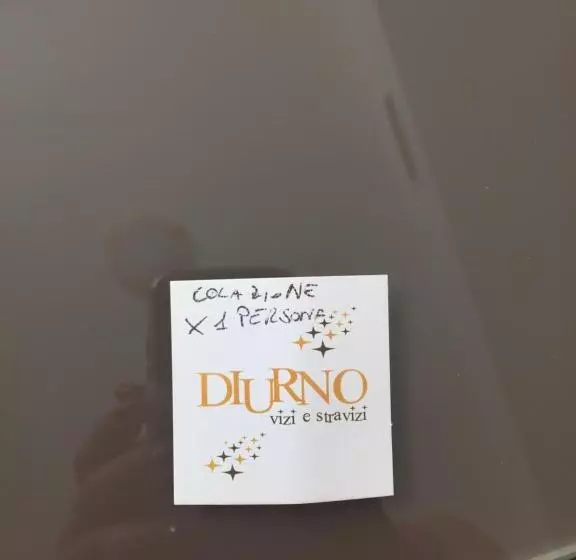 COLAZIONE
X 1 PERSONA
DIURNO
vizi e stravizi